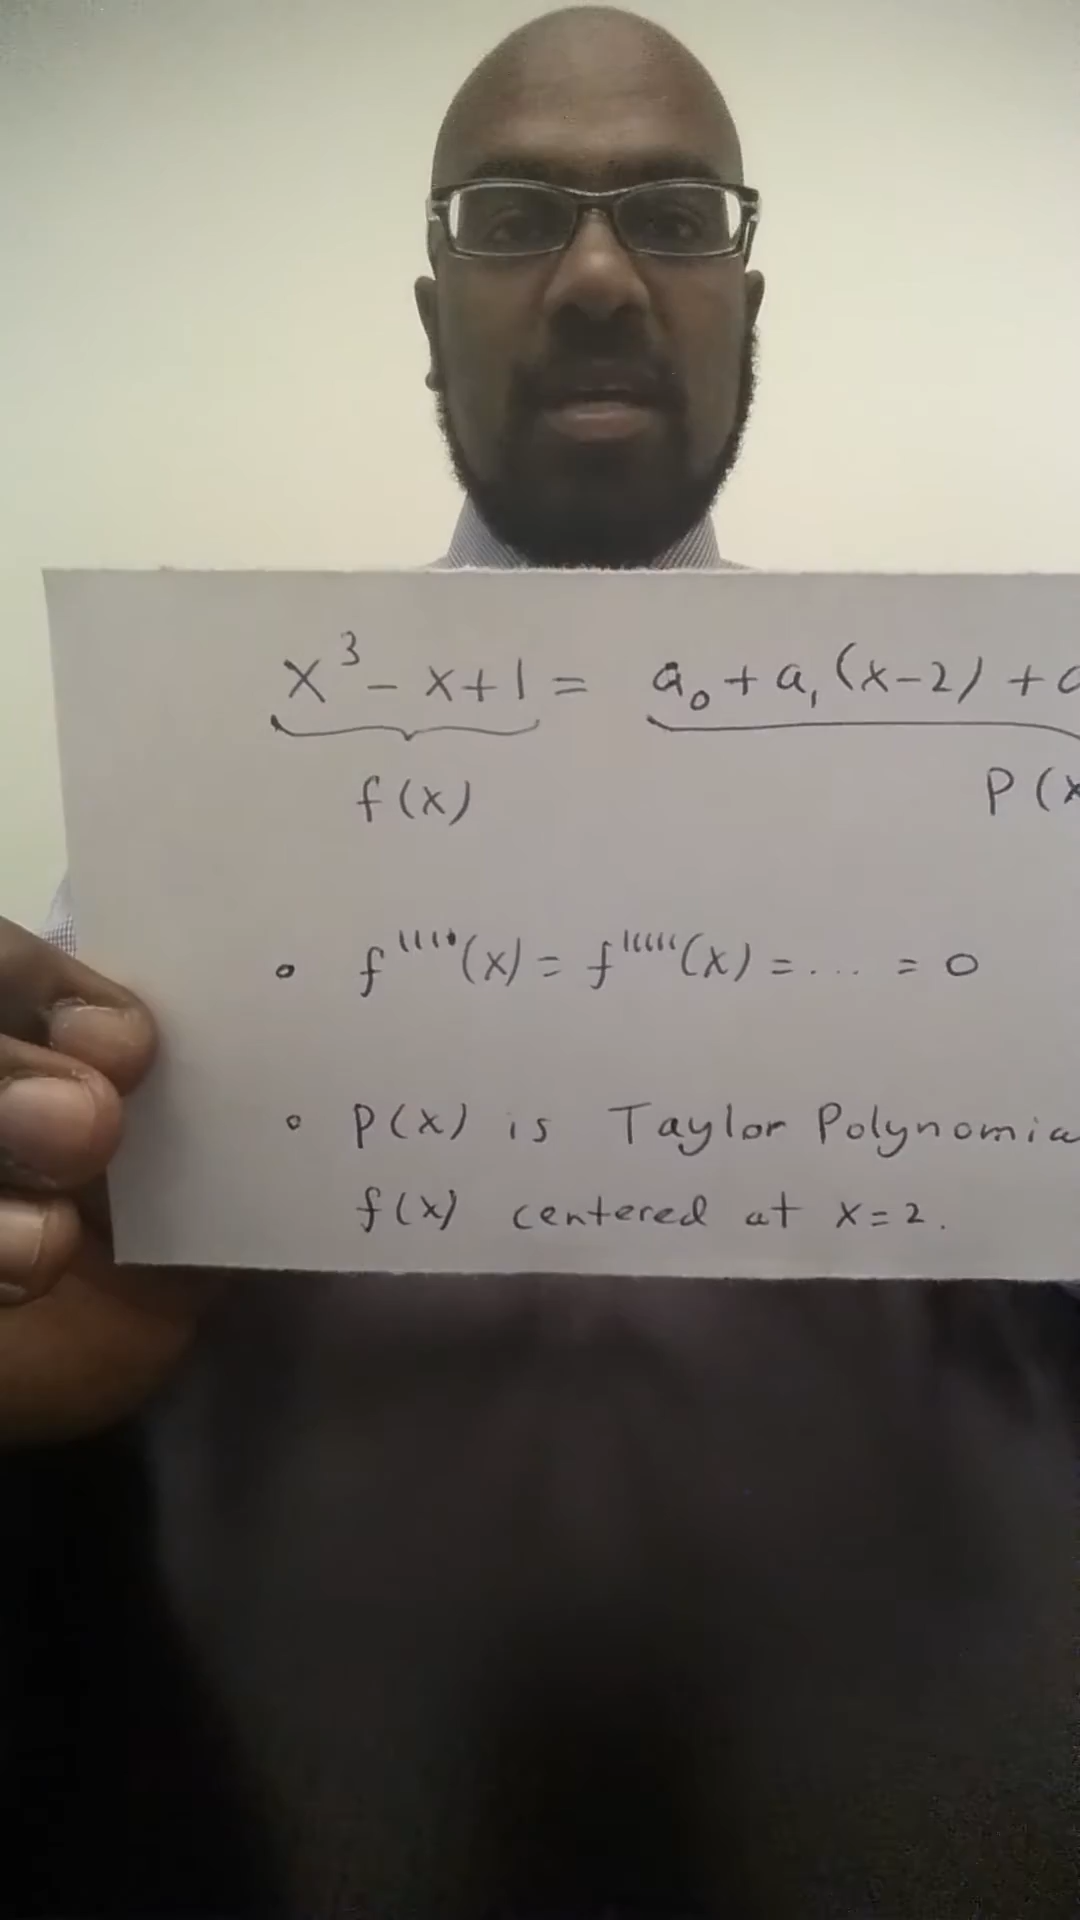 x³ - x + 1 = a₀ + a₁(x-2) +
f(x) P(x
° f''''(x) = f'''''(x) = ... = 0
° P(x) is Taylor Polynomia
f(x) centered at x=2.